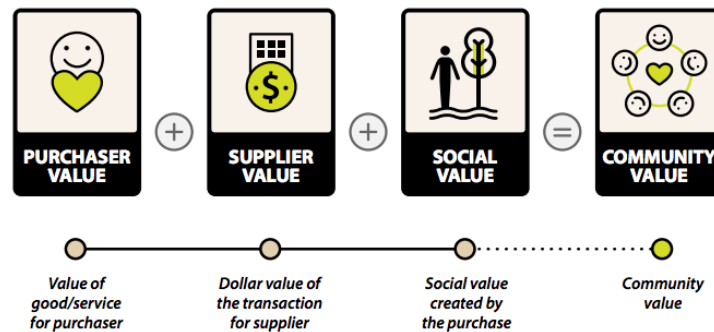 $
+
+
=
PURCHASER
VALUE
SUPPLIER
VALUE
SOCIAL
VALUE
COMMUNITY
VALUE
Value of
good/service
for purchaser
Dollar value of
the transaction
for supplier
Social value
created by
the purchase
Community
value